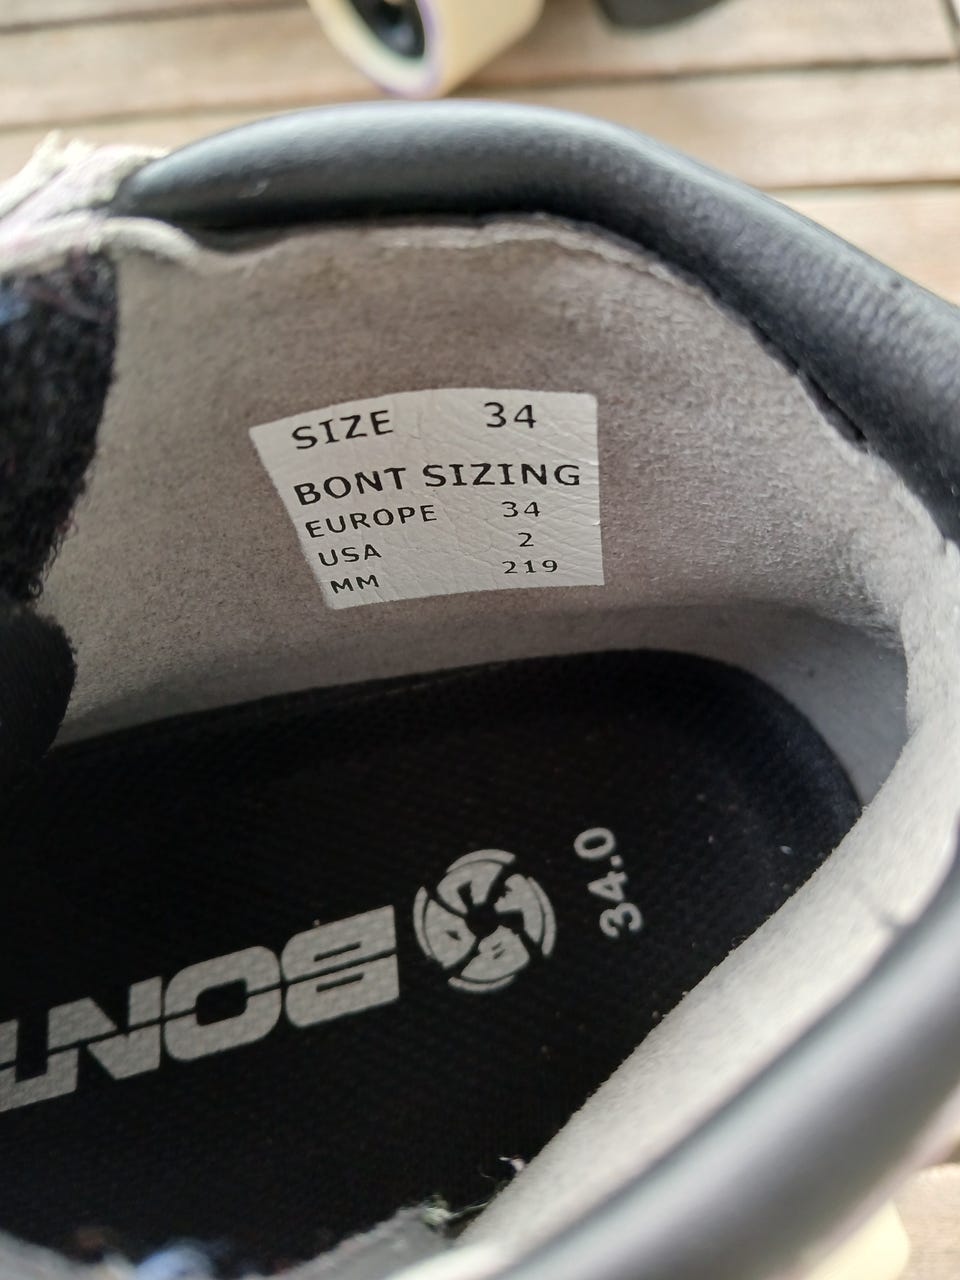 SIZE 34
BONT SIZING
EUROPE 34
USA 2
MM 219
34.0
BONT